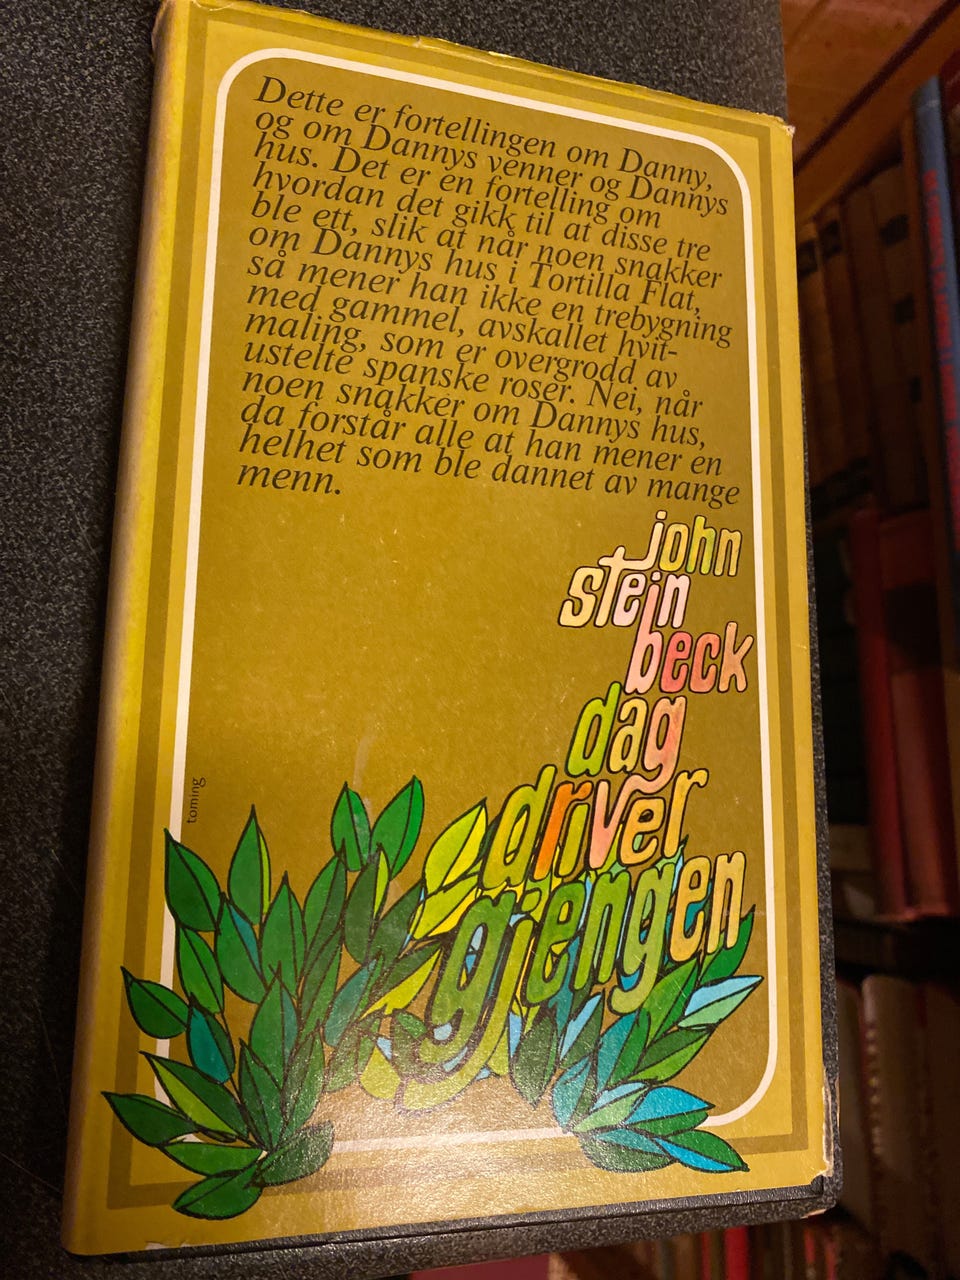 Dette er fortellingen om Danny,
og om Dannys venner og Dannys
hus. Det er en fortelling om
hvordan det gikk til at disse tre
ble ett, slik at når noen snakker
om Dannys hus i Tortilla Flat,
så mener han ikke en trebygning
med gammel, avskallet hvit-
maling, som er overgrodd av
ustelte spanske roser. Nei, når
noen snakker om Dannys hus,
da forstår alle at han mener en
helhet som ble dannet av mange
menn.
john
stein
beck
dag
driver
gjengen
toming